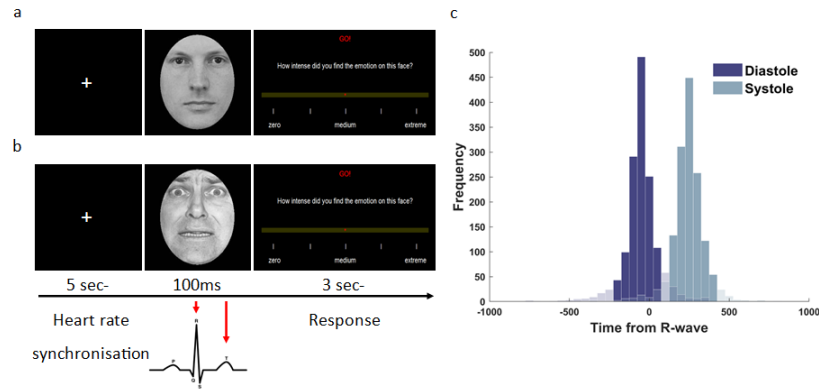 a
GO!
How intense did you find the emotion on this face?
zero medium extreme
b
GO!
How intense did you find the emotion on this face?
zero medium extreme
5 sec- 100ms 3 sec-
Heart rate
synchronisation
Response
R
P
T
Q
S
c
500
450
400
350
300
250
200
150
100
50
0
Frequency
Diastole
Systole
-1000 -500 0 500 1000
Time from R-wave